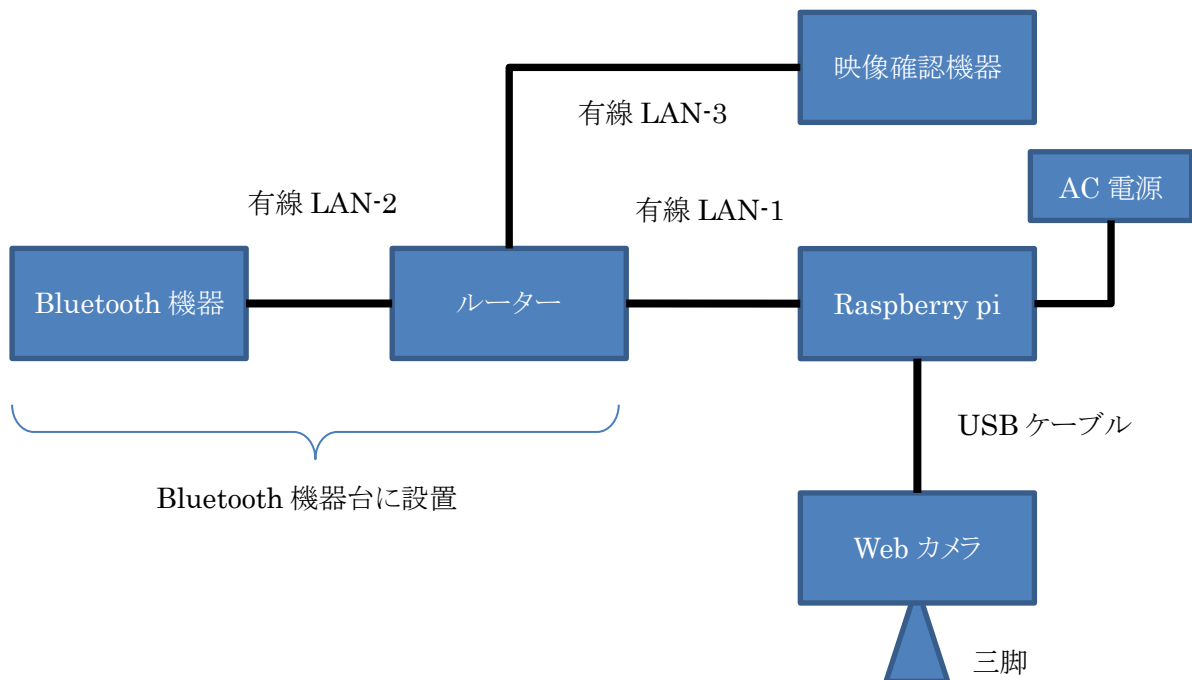 映像確認機器
有線 LAN-3
AC 電源
有線 LAN-2
有線 LAN-1
Bluetooth 機器
ルーター
Raspberry pi
USB ケーブル
Bluetooth 機器台に設置
Web カメラ
三脚